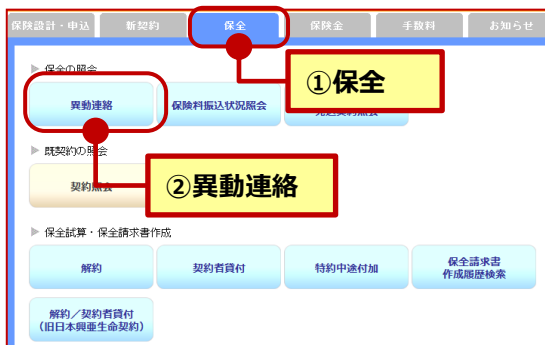 保険設計・申込 新契約 保全 保険金 手数料 お知らせ
▶ 保全の照会
①保全
異動連絡 保険料振込状況照会
▶ 既契約の照会
②異動連絡
▶ 保全試算・保全請求書作成
解約 契約者貸付 特約中途付加 保全請求書
作成履歴検索
解約／契約者貸付
（旧日本興亜生命契約）